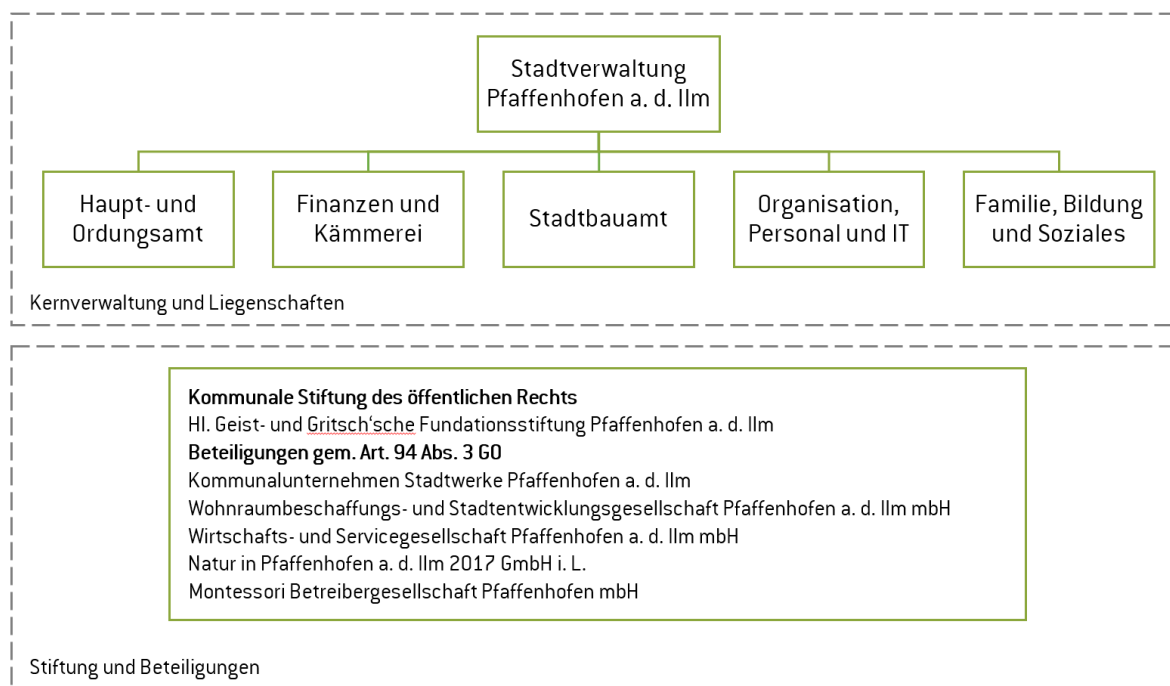 Stadtverwaltung
Pfaffenhofen a. d. Ilm
Haupt- und
Ordungsamt
Finanzen und
Kämmerei
Stadtbauamt
Organisation,
Personal und IT
Familie, Bildung
und Soziales
Kernverwaltung und Liegenschaften
Kommunale Stiftung des öffentlichen Rechts
Hl. Geist- und Gritsch‘sche Fundationsstiftung Pfaffenhofen a. d. Ilm
Beteiligungen gem. Art. 94 Abs. 3 GO
Kommunalunternehmen Stadtwerke Pfaffenhofen a. d. Ilm
Wohnraumbeschaffungs- und Stadtentwicklungsgesellschaft Pfaffenhofen a. d. Ilm mbH
Wirtschafts- und Servicegesellschaft Pfaffenhofen a. d. Ilm mbH
Natur in Pfaffenhofen a. d. Ilm 2017 GmbH i. L.
Montessori Betreibergesellschaft Pfaffenhofen mbH
Stiftung und Beteiligungen